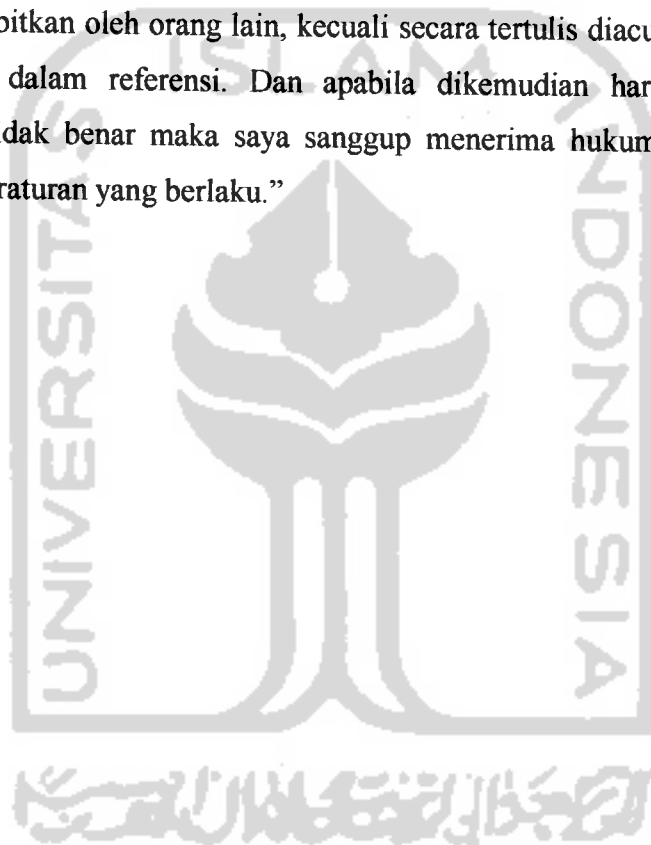 bitkan oleh orang lain, kecuali secara tertulis diacu
dalam referensi. Dan apabila dikemudian har
dak benar maka saya sanggup menerima hukum
raturan yang berlaku.”
ISLAM
UNIVERSITAS
INDONESIA